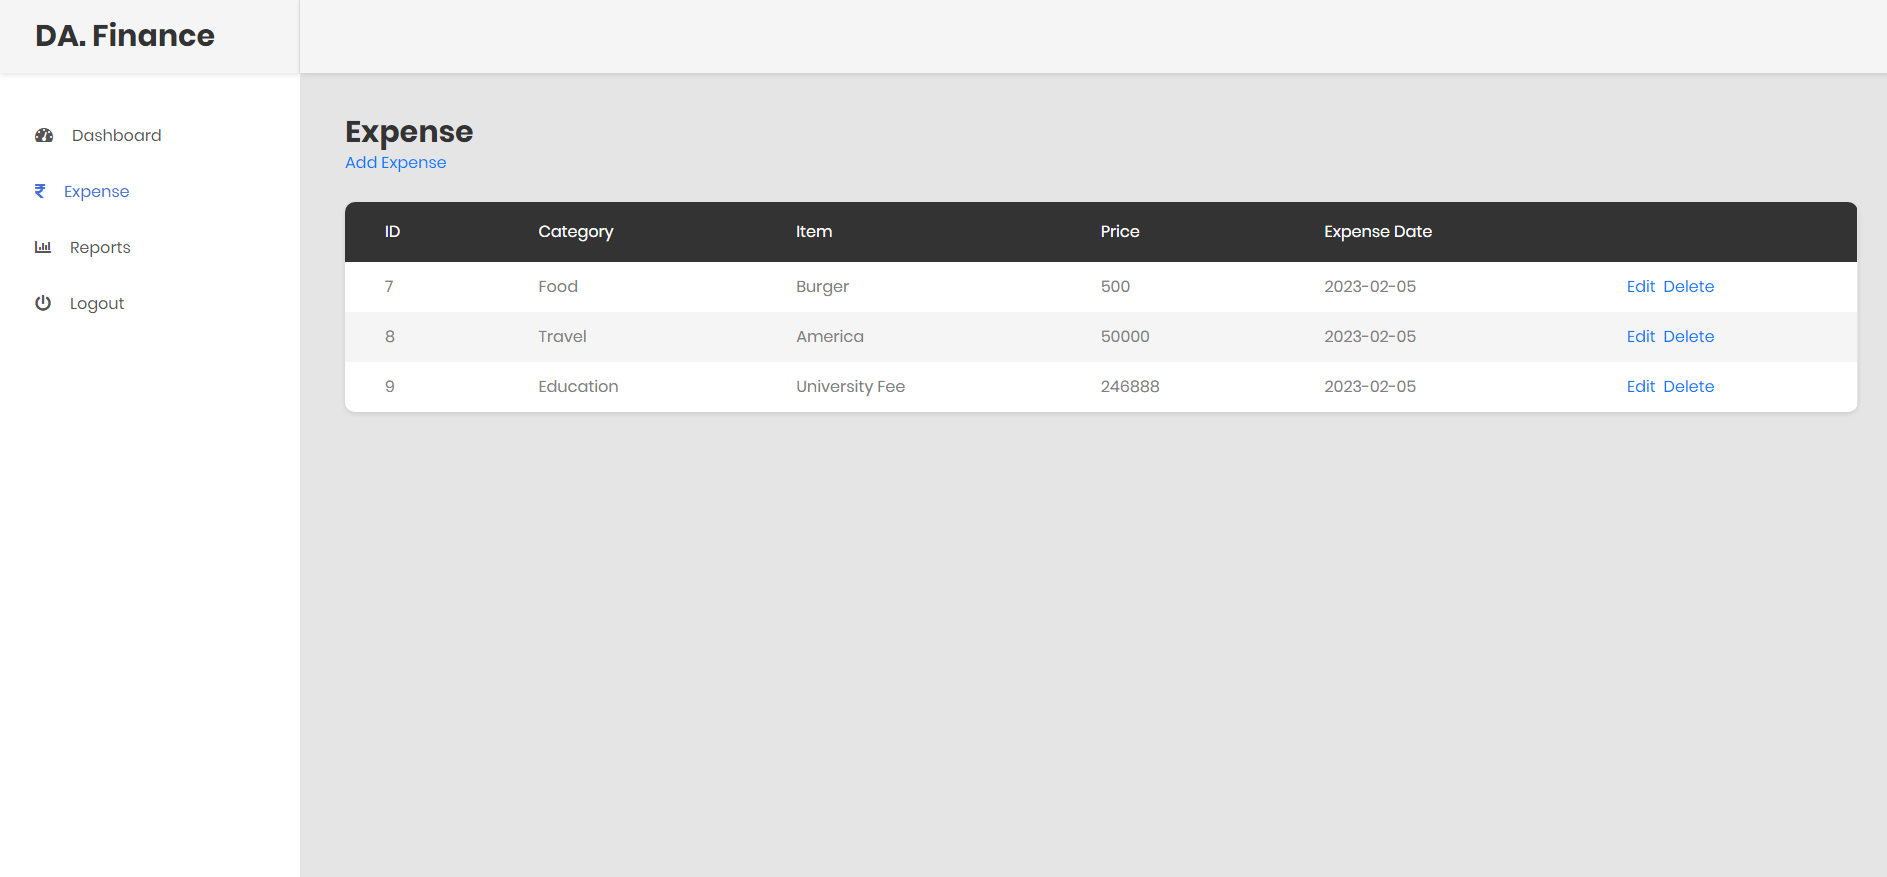 DA. Finance
Dashboard
Expense
Reports
Logout
Expense
Add Expense
ID Category Item Price Expense Date
7 Food Burger 500 2023-02-05 Edit Delete
8 Travel America 50000 2023-02-05 Edit Delete
9 Education University Fee 246888 2023-02-05 Edit Delete